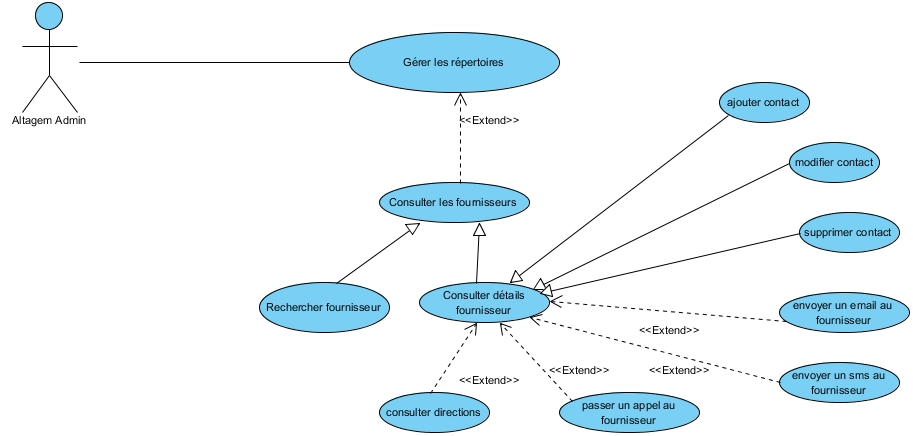 Altagem Admin
Gérer les répertoires
<<Extend>>
ajouter contact
modifier contact
Consulter les fournisseurs
supprimer contact
Rechercher fournisseur
Consulter détails
fournisseur
envoyer un email au
fournisseur
<<Extend>>
<<Extend>>
<<Extend>>
<<Extend>>
envoyer un sms au
fournisseur
consulter directions
passer un appel au
fournisseur